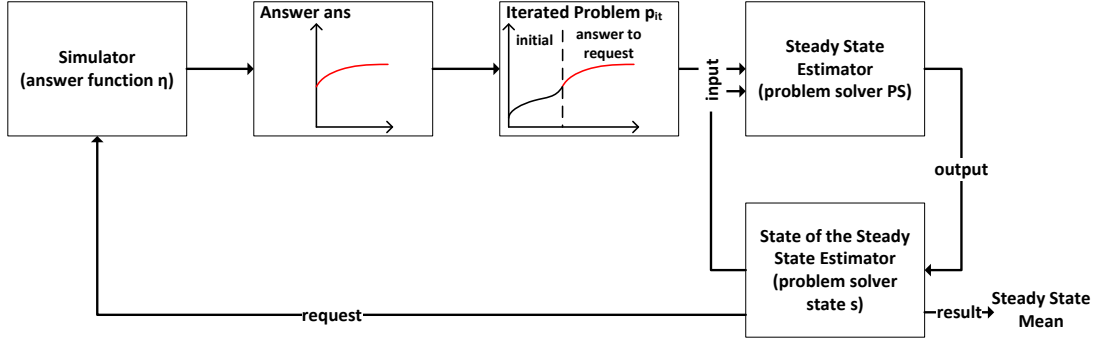 Simulator
(answer function η)
Answer ans
Iterated Problem pit
initial
answer to
request
input
Steady State
Estimator
(problem solver PS)
output
State of the Steady
State Estimator
(problem solver
state s)
request
result
Steady State
Mean